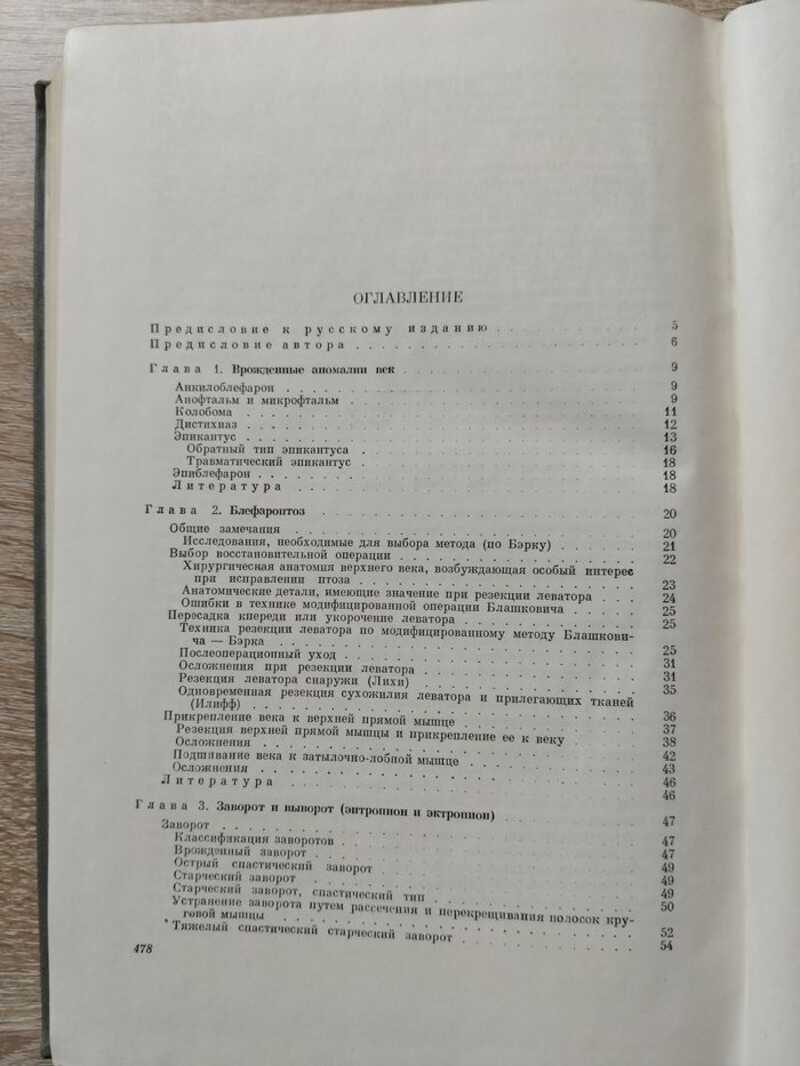 ОГЛАВЛЕНИЕ
Предисловие к русскому изданию . . 5
Предисловие автора . . . . . . . . . . 6
Глава 1. Врожденные аномалии век . . . 9
Анкилоблефарон . . . . . . . . . . 9
Анофтальм и микрофтальм . . . 9
Колобома . . . . . . . . . . 11
Дистихиаз . . . . . . . . . . 12
Эпикантус . . . . . . . . . . 13
Обратный тип эпикантуса . 16
Травматический эпикантус . 18
Эпиблефарон . . . . . . . . 18
Литература . . . . . 18
Глава 2. Блефароптоз . . . . . . . . . . 20
Общие замечания . . . . . . . . . . 20
Исследования, необходимые для выбора метода (по Бэрку) . . . . . . 21
Выбор восстановительной операции . . . . . . . . . . 22
Хирургическая анатомия верхнего века, возбуждающая особый интерес
при исправлении птоза . . . . . . . . . . 23
Анатомические детали, имеющие значение при резекции леватора . . . 24
Ошибки в технике модифицированной операции Блашковича . . . . . 25
Пересадка кпереди или укорочение леватора . . . . . . . . . . 25
Техника резекции леватора по модифицированному методу Блашкови-
ча — Бэрка . . . . . . . . . . 25
Послеоперационный уход . . . . . . . . . . 31
Осложнения при резекции леватора . . . . . . . . . . 31
Резекция леватора снаружи (Лихи) . . . . . . . . . . 35
Одновременная резекция сухожилия леватора и прилегающих тканей
(Илифф) . . . . . . . . . . 36
Прикрепление века к верхней прямой мышце . . . . . . . . . . 37
Резекция верхней прямой мышцы и прикрепление ее к веку 38
Осложнения . . . . . . . . . . 42
Подшивание века к затылочно-лобной мышце . . . . . . . . . . 43
Осложнения . . . . . . . . . . 46
Литература . . . . . . . . . . 46
Глава 3. Заворот и выворот (энтропион и эктропион) 47
Заворот . . . . . . . . . . 47
Классификация заворотов . . . . . 47
Врожденный заворот . . . . 49
Острый спастический заворот 49
Старческий заворот . . . . . 49
Старческий заворот, спастический тип . . . . . 50
Устранение заворота путем рассечения и перекрещивания полосок кру-
говой мышцы . . . . . . . . . . 52
Тяжелый спастический старческий заворот . . . . . . . . . . 54
478